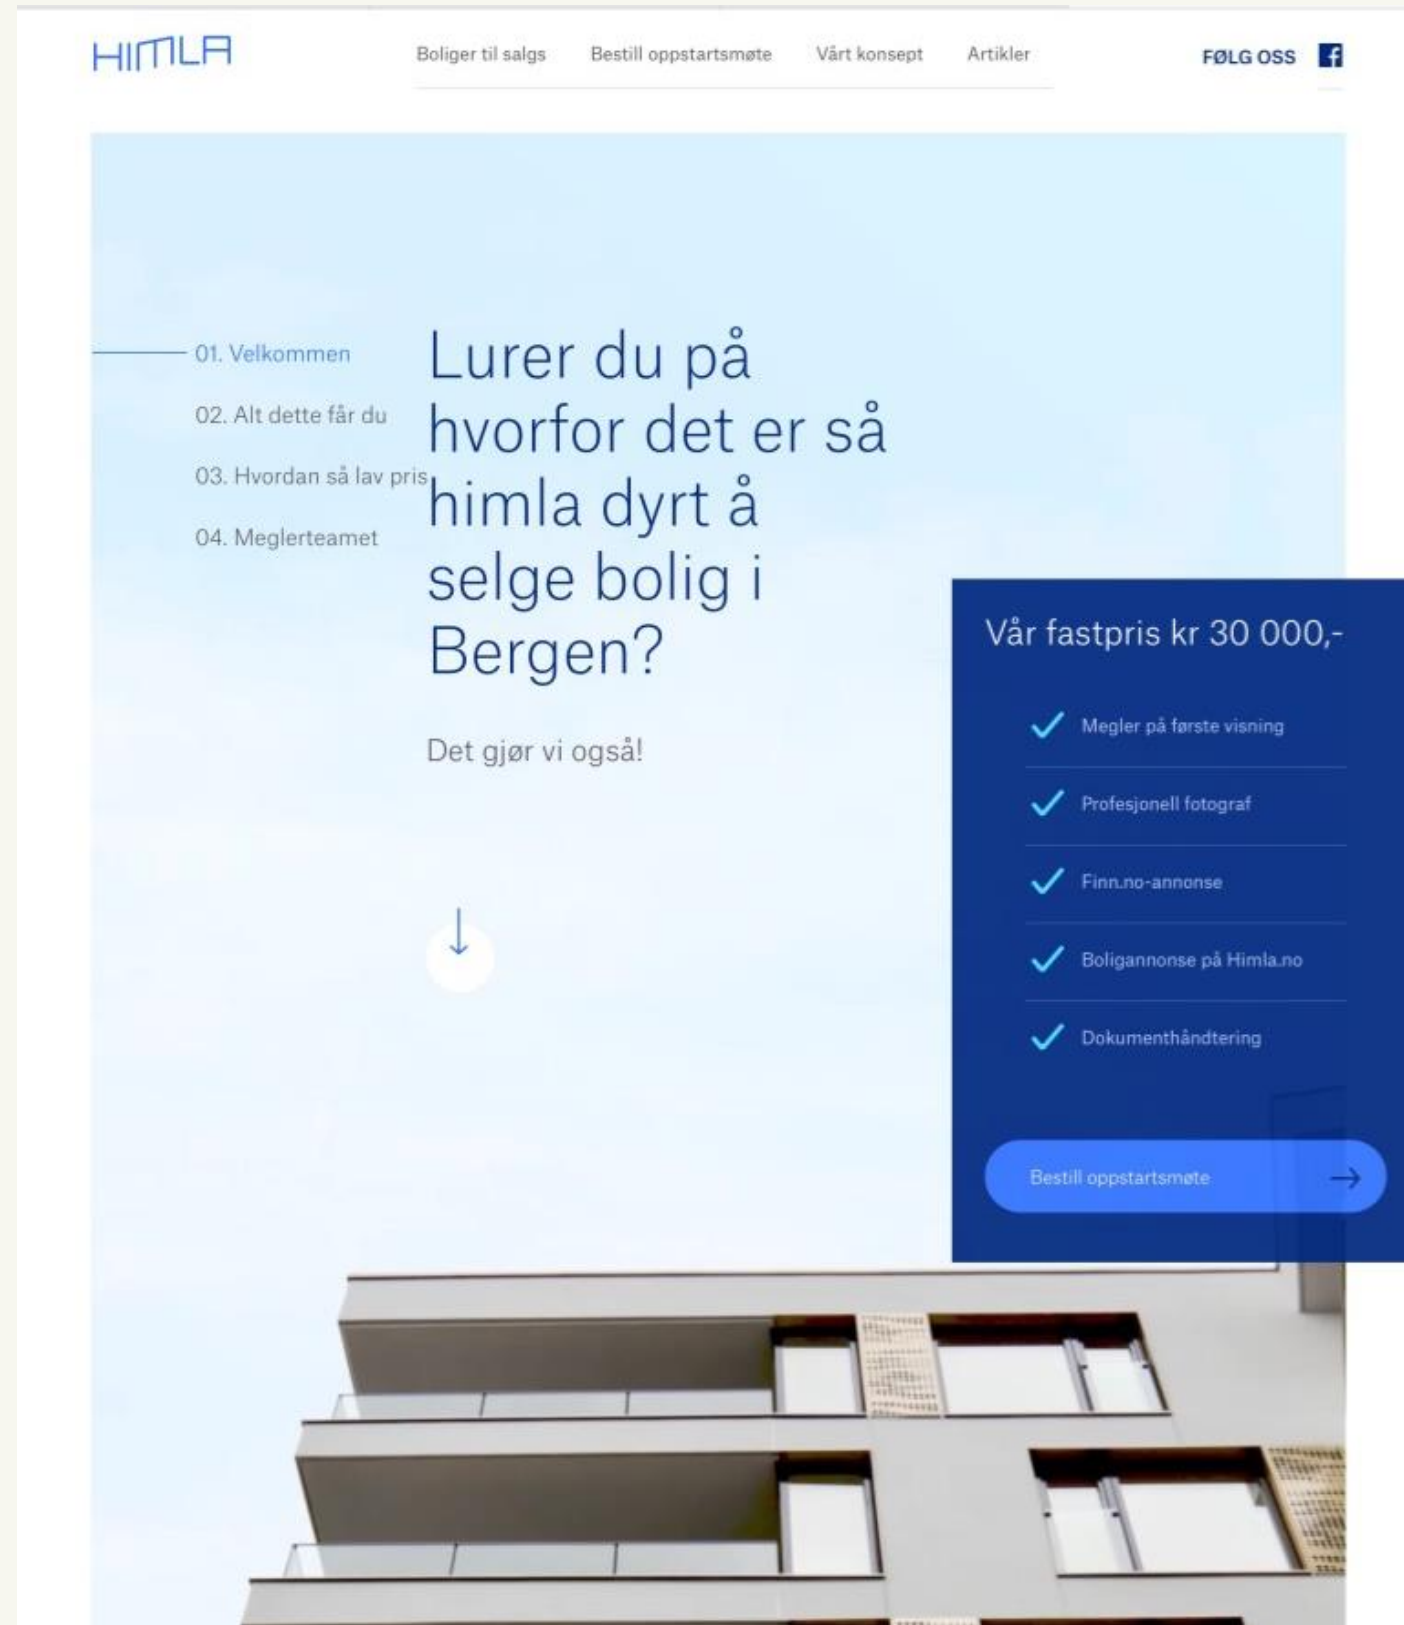 HIMLA
Boliger til salgs
Bestill oppstartsmøte
Vårt konsept
Artikler
FØLG OSS
01. Velkommen
02. Alt dette får du
03. Hvordan så lav pris
04. Meglerteamet
Lurer du på
hvorfor det er så
himla dyrt å
selge bolig i
Bergen?
Det gjør vi også!
Vår fastpris kr 30 000,-
Megler på første visning
Profesjonell fotograf
Finn.no-annonse
Boligannonse på Himla.no
Dokumenthåndtering
Bestill oppstartsmøte